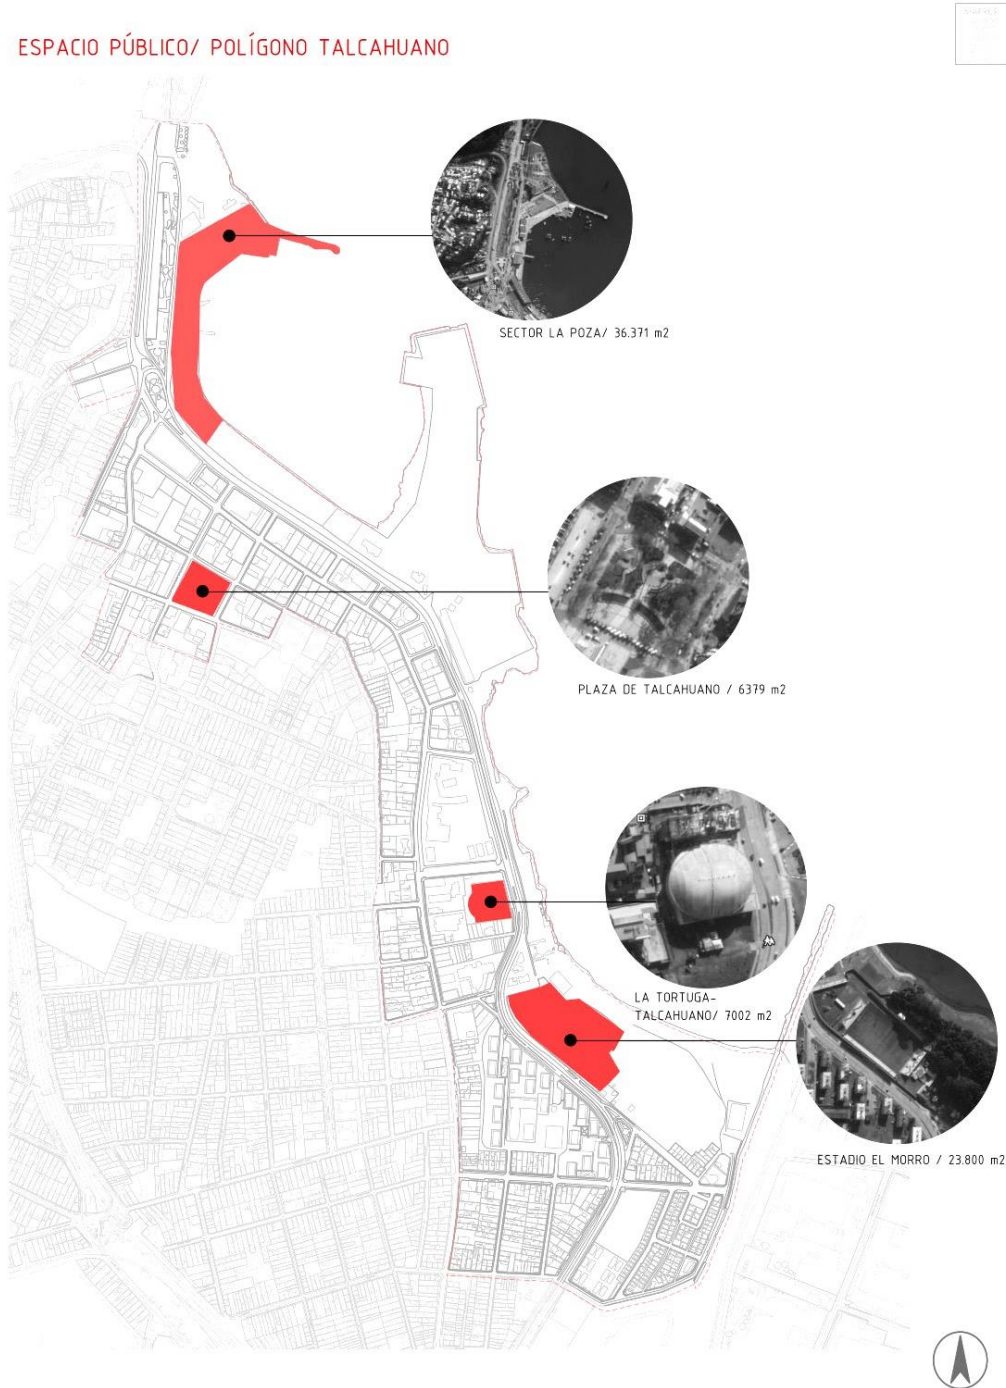 ESPACIO PÚBLICO/ POLÍGONO TALCAHUANO
SECTOR LA POZA/ 36.371 m2
PLAZA DE TALCAHUANO / 6379 m2
LA TORTUGA-
TALCAHUANO/ 7002 m2
ESTADIO EL MORRO / 23.800 m2